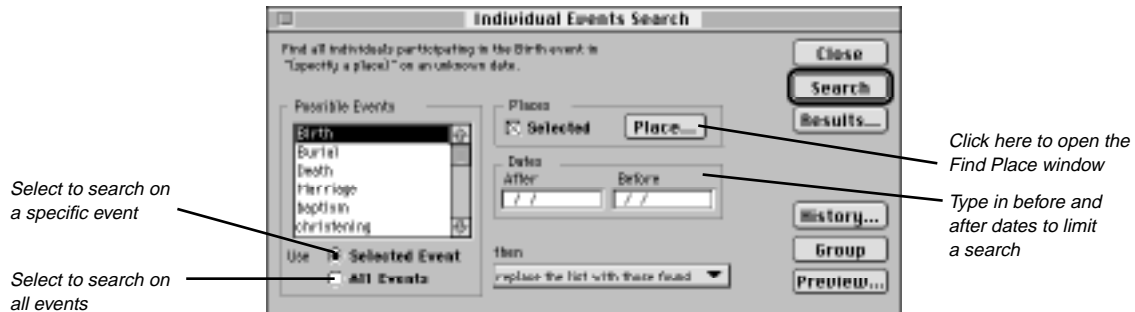 Individual Events Search
Find all individuals participating in the Birth event in
"(specify a place)" on an unknown date.
Close
Search
Results...
Possible Events
Birth
Burial
Death
Marriage
baptism
christening
Use
Selected Event
All Events
Places
Selected
Place...
Dates
After
Before
/ /
/ /
then
replace the list with those found
History...
Group
Preview...
Select to search on
a specific event
Select to search on
all events
Click here to open the
Find Place window
Type in before and
after dates to limit
a search